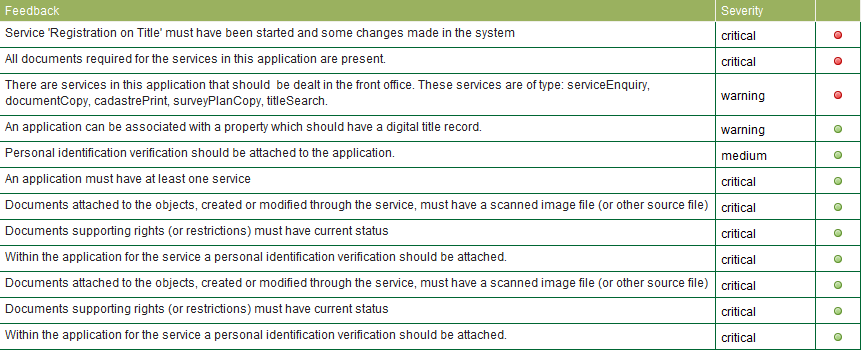 Feedback Severity
Service 'Registration on Title' must have been started and some changes made in the system critical
All documents required for the services in this application are present. critical
There are services in this application that should  be dealt in the front office. These services are of type: serviceEnquiry,
documentCopy, cadastrePrint, surveyPlanCopy, titleSearch. warning
An application can be associated with a property which should have a digital title record. warning
Personal identification verification should be attached to the application. medium
An application must have at least one service critical
Documents attached to the objects, created or modified through the service, must have a scanned image file (or other source file) critical
Documents supporting rights (or restrictions) must have current status critical
Within the application for the service a personal identification verification should be attached. critical
Documents attached to the objects, created or modified through the service, must have a scanned image file (or other source file) critical
Documents supporting rights (or restrictions) must have current status critical
Within the application for the service a personal identification verification should be attached. critical